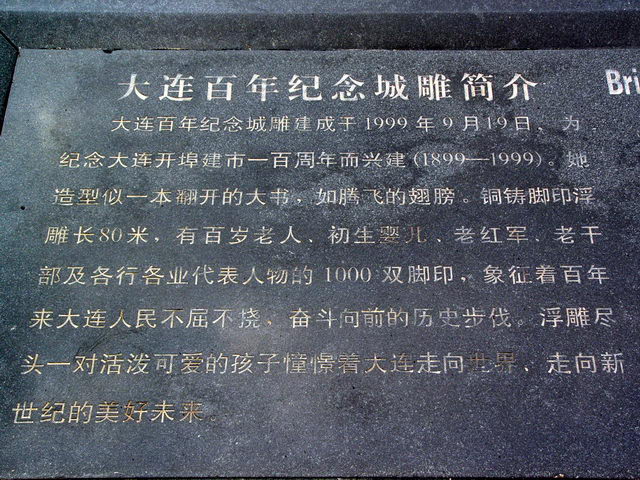 大连百年纪念城雕简介
Bri
大连百年纪念城雕建成于1999年9月19日、为
纪念大连开埠建市一百周年而兴建(1899—1999)。她
造型似一本翻开的大书，如腾飞的翅膀。铜铸脚印浮
雕长80米，有百岁老人、初生婴儿、老红军、老干
部及各行各业代表人物的1000双脚印，象征着百年
来大连人民不屈不挠，奋斗向前的历史步伐。浮雕尽
头一对活泼可爱的孩子憧憬着大连走向世界、走向新
世纪的美好未来。